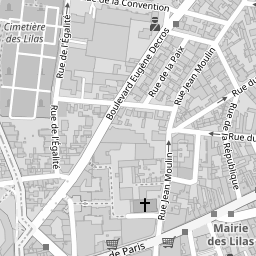 de la Convention
Cimetière
des Lilas
Rue de l'Égalité
Boulevard Eugène Decros
Rue de la Paix
Rue Jean Moulin
Rue du
Rue de la République
Rue de l'Égalité
Rue Jean Moulin
Mairie
des Lilas
de Paris